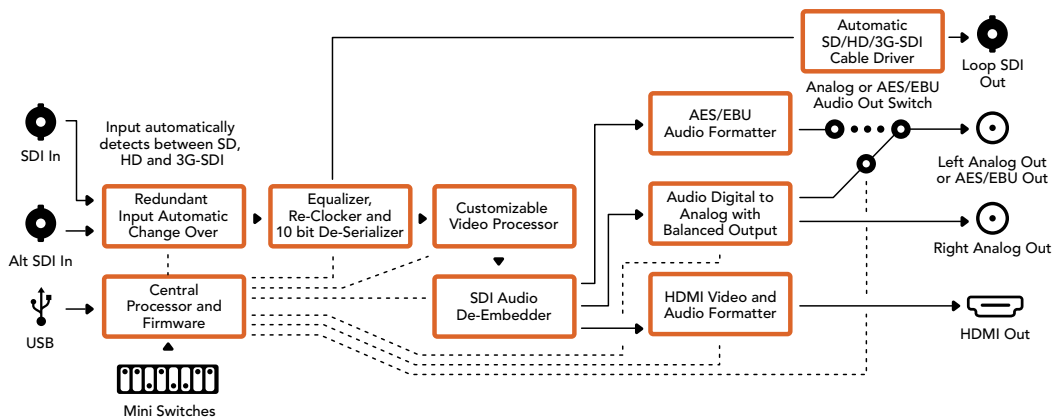 Automatic
SD/HD/3G-SDI
Cable Driver
Loop SDI
Out
Analog or AES/EBU
Audio Out Switch
SDI In
Input automatically
detects between SD,
HD and 3G-SDI
AES/EBU
Audio Formatter
Left Analog Out
or AES/EBU Out
Alt SDI In
Redundant
Input Automatic
Change Over
Equalizer,
Re-Clocker and
10 bit De-Serializer
Customizable
Video Processor
Audio Digital to
Analog with
Balanced Output
Right Analog Out
USB
Central
Processor and
Firmware
SDI Audio
De-Embedder
HDMI Video and
Audio Formatter
HDMI Out
Mini Switches